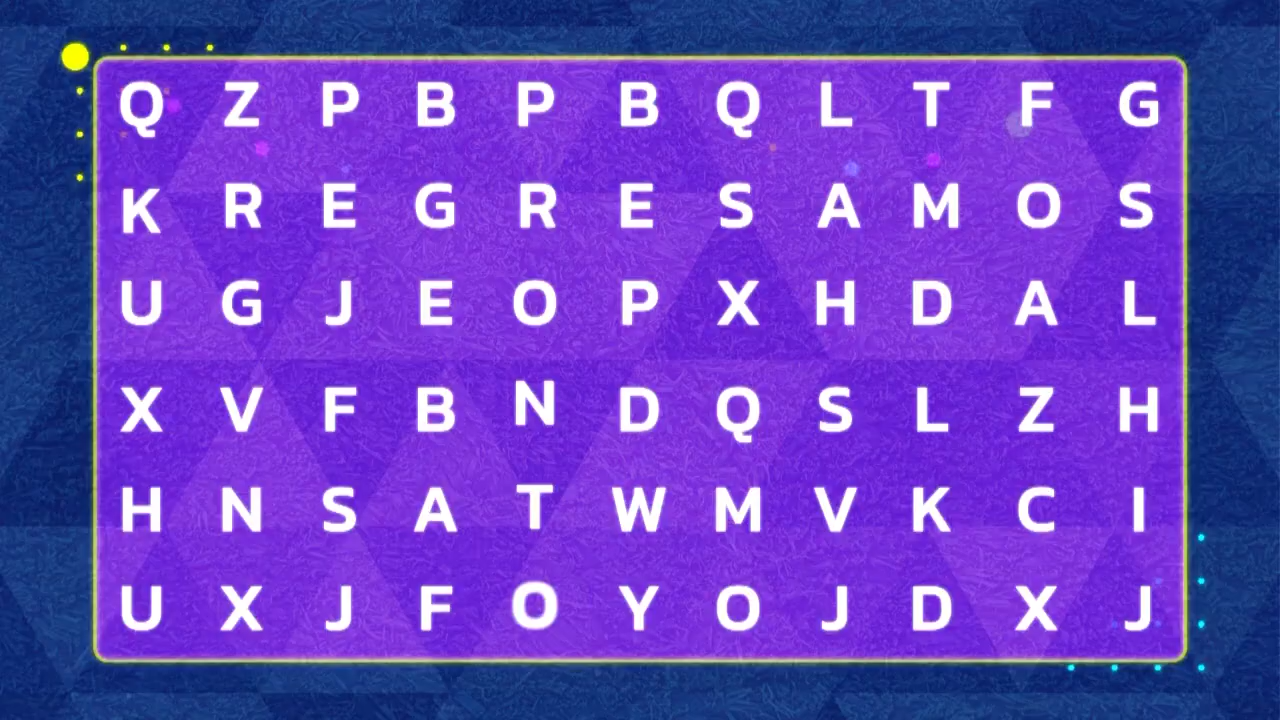 Q Z P B P B Q L T F G
K R E G R E S A M O S
U G J E O P X H D A L
X V F B N D Q S L Z H
H N S A T W M V K C I
U X J F O Y O J D X J